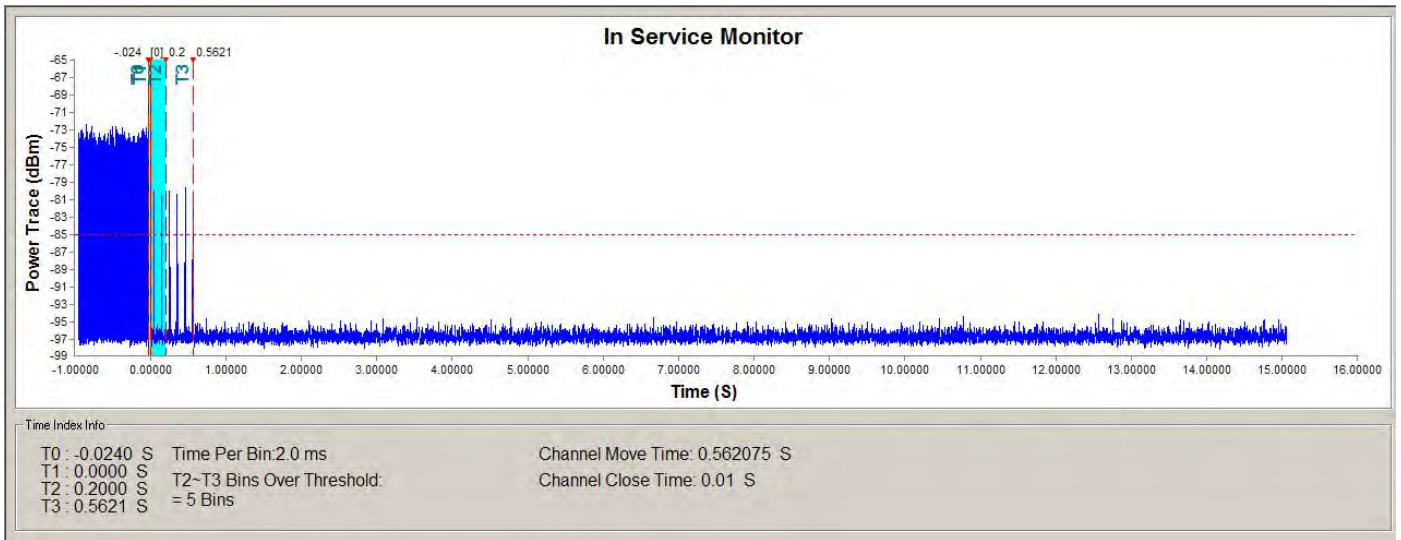 In Service Monitor
-.024 [0] 0.2 0.5621
T2 T3
-65
-67
-69
-71
-73
-75
-77
-79
-81
-83
-85
-87
-89
-91
-93
-95
-97
-99
Power Trace (dBm)
-1.00000 0.00000 1.00000 2.00000 3.00000 4.00000 5.00000 6.00000 7.00000 8.00000 9.00000 10.00000 11.00000 12.00000 13.00000 14.00000 15.00000 16.00000
Time (S)
Time Index Info
T0 : -0.0240 S
T1 : 0.0000 S
T2 : 0.2000 S
T3 : 0.5621 S
Time Per Bin:2.0 ms
T2~T3 Bins Over Threshold:
= 5 Bins
Channel Move Time: 0.562075 S
Channel Close Time: 0.01 S